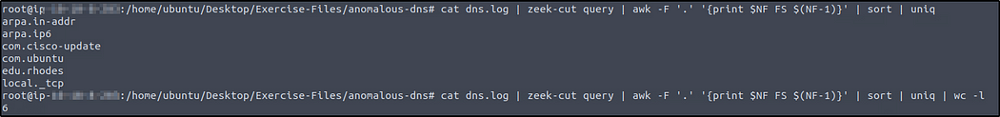 root@ip-:/home/ubuntu/Desktop/Exercise-Files/anomalous-dns# cat dns.log | zeek-cut query | awk -F '.' '{print $NF FS $(NF-1)}' | sort | uniq
arpa.in-addr
arpa.ip6
com.cisco-update
com.ubuntu
edu.rhodes
local._tcp
root@ip-:/home/ubuntu/Desktop/Exercise-Files/anomalous-dns# cat dns.log | zeek-cut query | awk -F '.' '{print $NF FS $(NF-1)}' | sort | uniq | wc -l
6